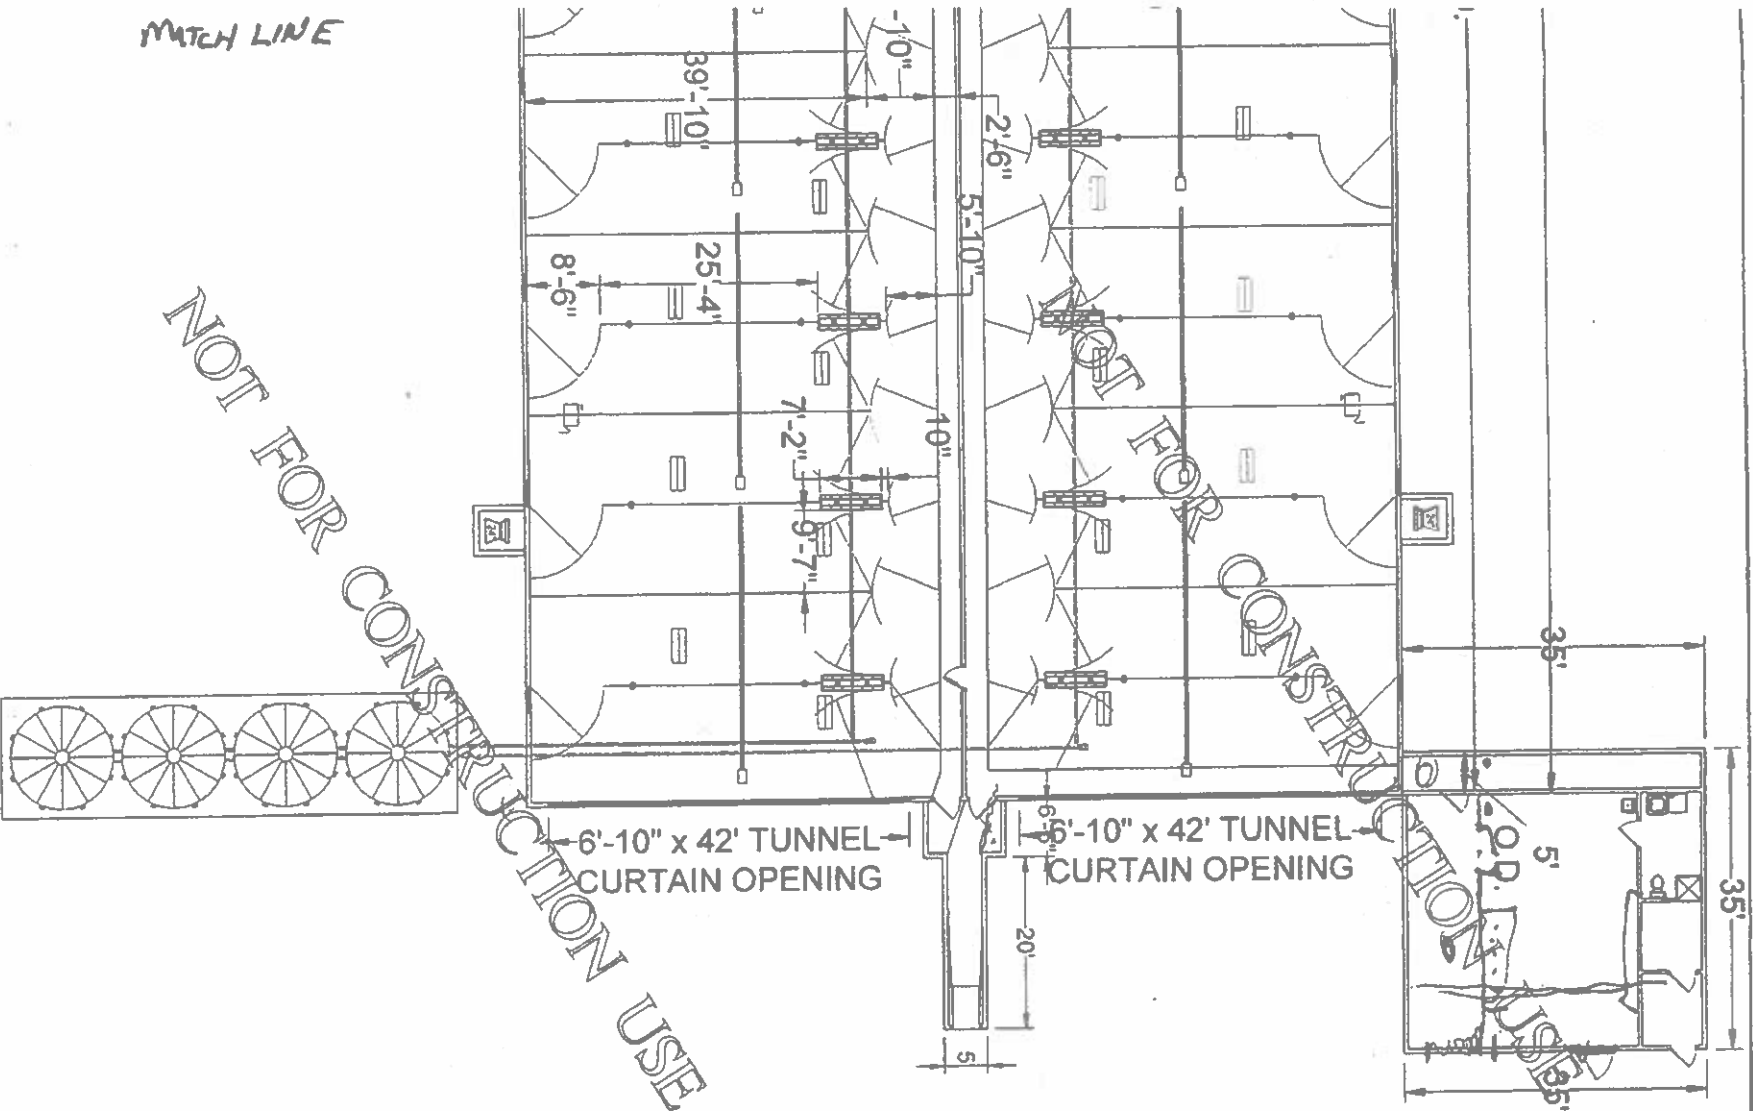 MATCH LINE
39'-10"
-10"
2'-6"
5'-10"
8'-6"
25'-4"
7'-2"
10"
9'-7"
35'
6'-10" x 42' TUNNEL
CURTAIN OPENING
6'-10" x 42' TUNNEL
CURTAIN OPENING
20'
5
5'
O.D.
35'
35'
NOT FOR CONSTRUCTION USE
NOT FOR CONSTRUCTION USE